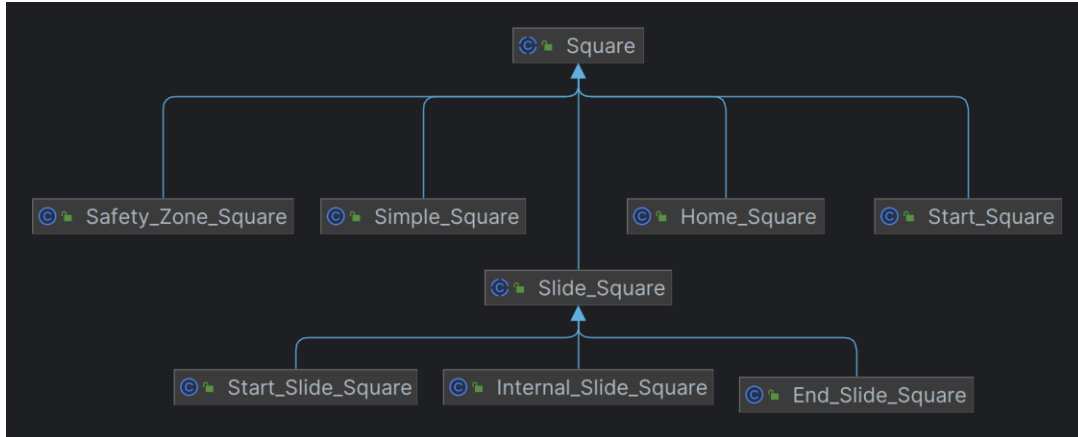 Square
Safety_Zone_Square
Simple_Square
Home_Square
Start_Square
Slide_Square
Start_Slide_Square
Internal_Slide_Square
End_Slide_Square